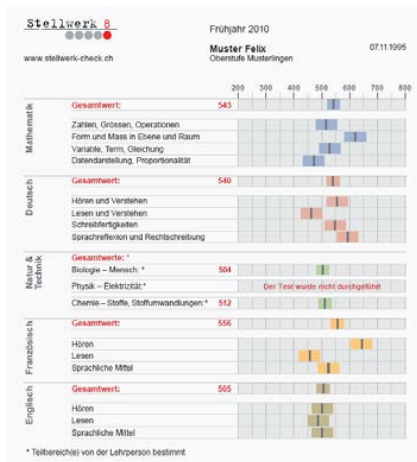 Stellwerk 8
Frühjahr 2010
www.stellwerk-check.ch
Muster Felix 07.11.1995
Oberstufe Musterlingen
200 300 400 500 600 700 800
Mathematik
Gesamtwert: 543
Zahlen, Grössen, Operationen
Form und Mass in Ebene und Raum
Variable, Term, Gleichung
Datendarstellung, Proportionalität
Deutsch
Gesamtwert: 540
Hören und Verstehen
Lesen und Verstehen
Schreibfertigkeiten
Sprachreflexion und Rechtschreibung
Natur & Technik
Gesamtwerte: *
Biologie – Mensch: * 504
Physik – Elektrizität:* Der Test wurde nicht durchgeführt
Chemie – Stoffe, Stoffumwandlungen:* 512
Französisch
Gesamtwert: 556
Hören
Lesen
Sprachliche Mittel
Englisch
Gesamtwert: 505
Hören
Lesen
Sprachliche Mittel
* Teilbereich(e) von der Lehrperson bestimmt